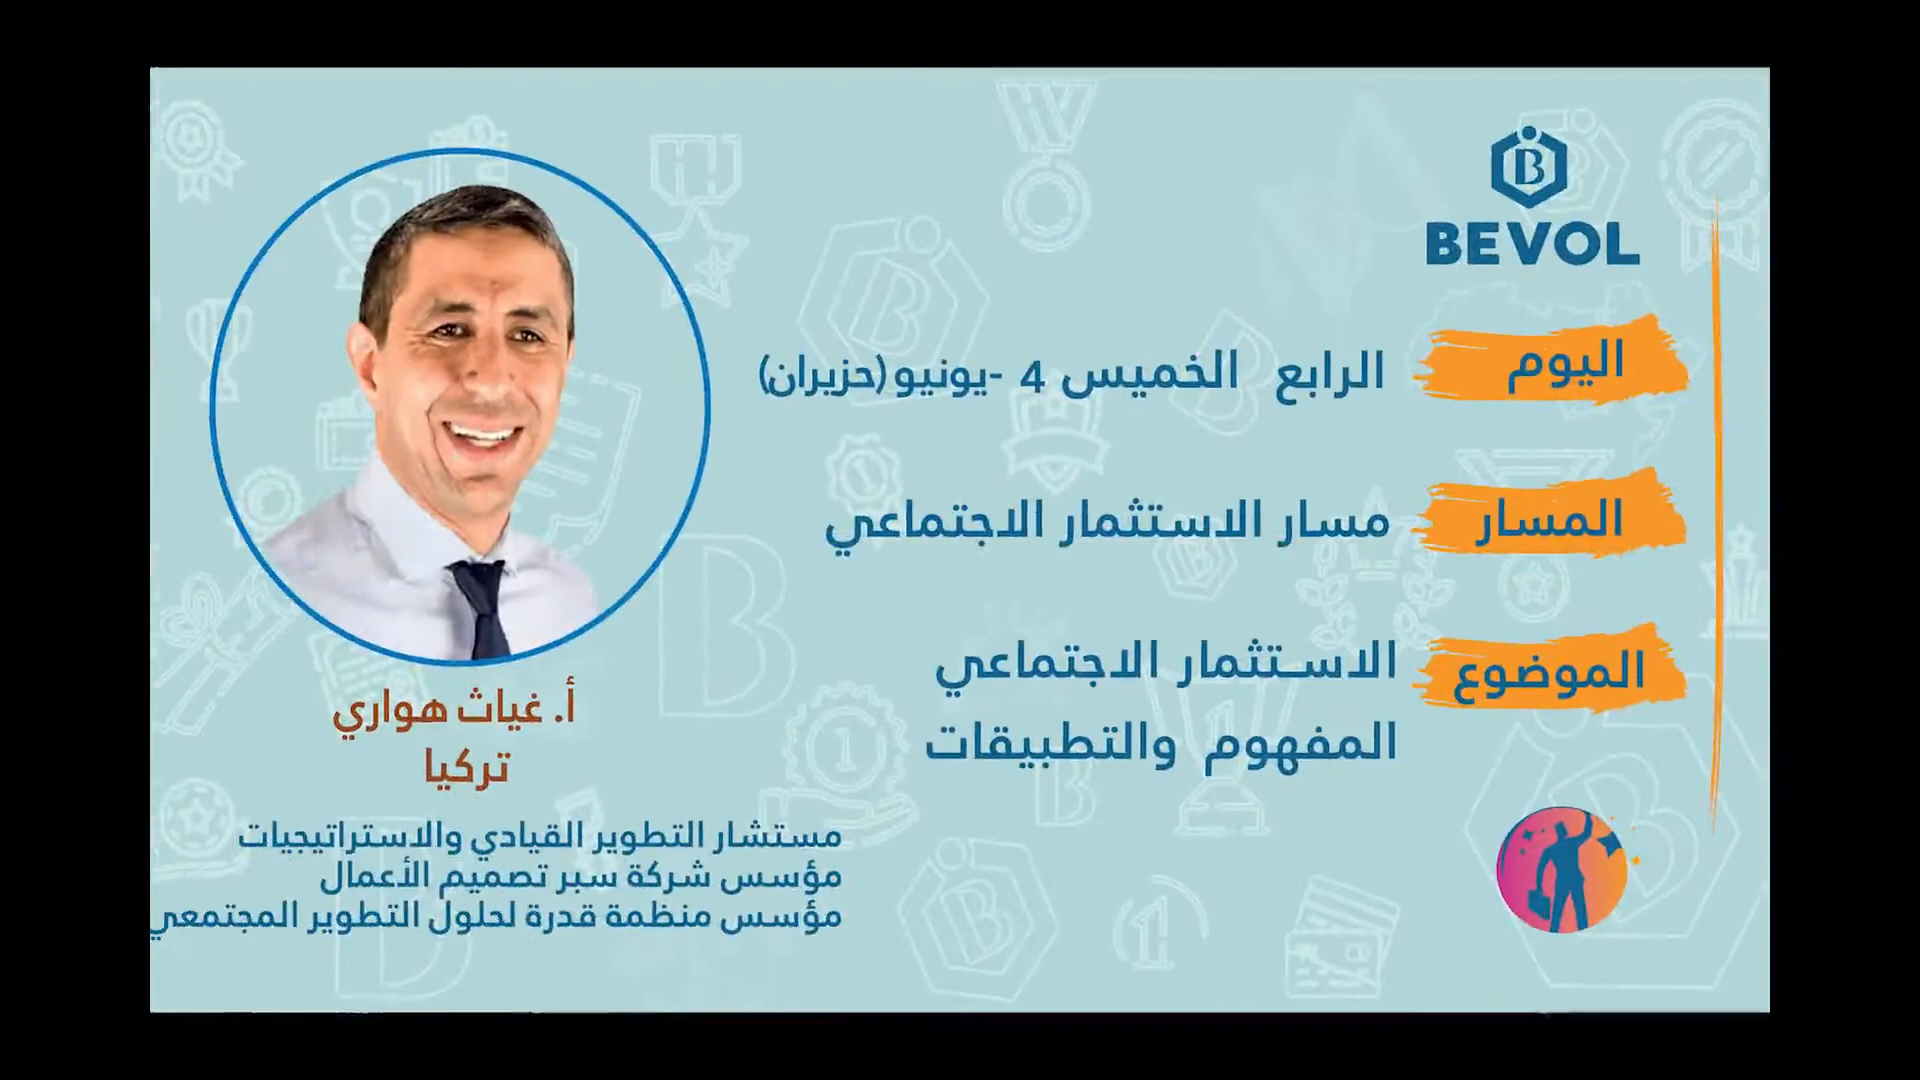 BEVOL
اليوم
الرابع الخميس 4 -يونيو (حزيران)
المسار
مسار الاستثمار الاجتماعي
الموضوع
الاستثمار الاجتماعي
المفهوم والتطبيقات
أ. غياث هواري
تركيا
مستشار التطوير القيادي والاستراتيجيات
مؤسس شركة سبر تصميم الأعمال
مؤسس منظمة قدرة لحلول التطوير المجتمعي